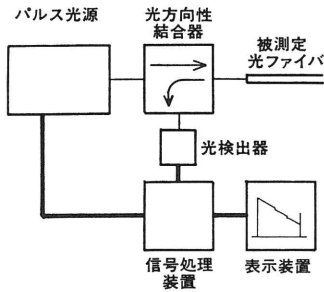 パルス光源
光方向性
結合器
被測定
光ファイバ
光検出器
信号処理
装置
表示装置